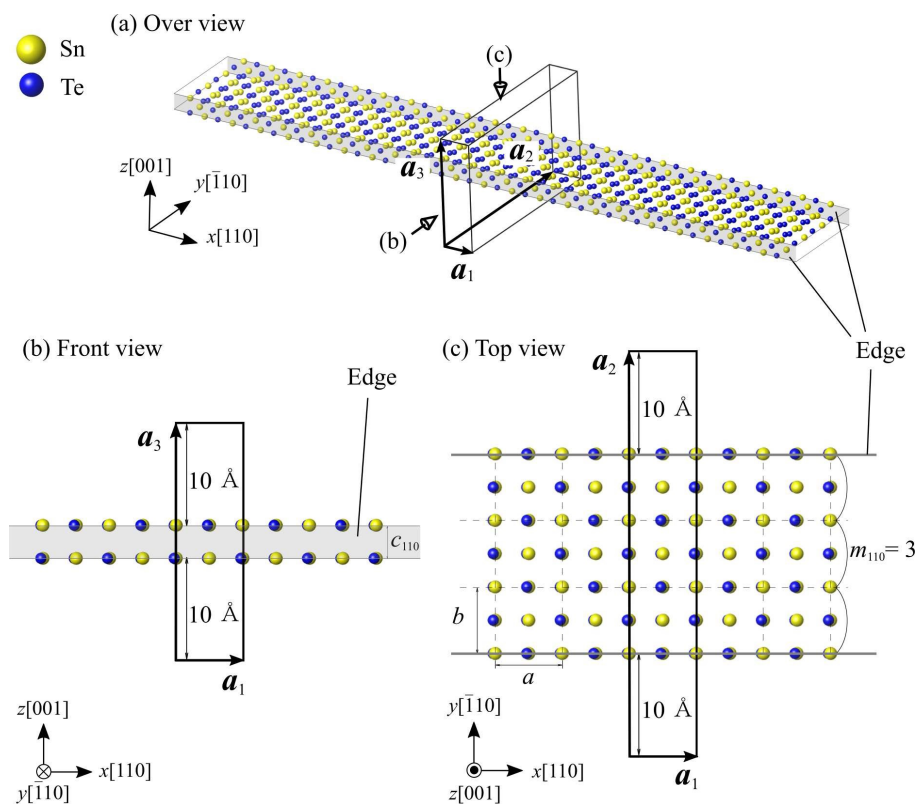 (a) Over view
Sn
Te
(c)
a₃
a₂
z[001]
y[1̄10]
x[110]
(b)
a₁
Edge
(b) Front view
Edge
a₃
10 Å
c₁₁₀
10 Å
a₁
z[001]
x[110]
y[1̄10]
(c) Top view
a₂
10 Å
m₁₁₀= 3
b
a
10 Å
y[1̄10]
x[110]
z[001]
a₁